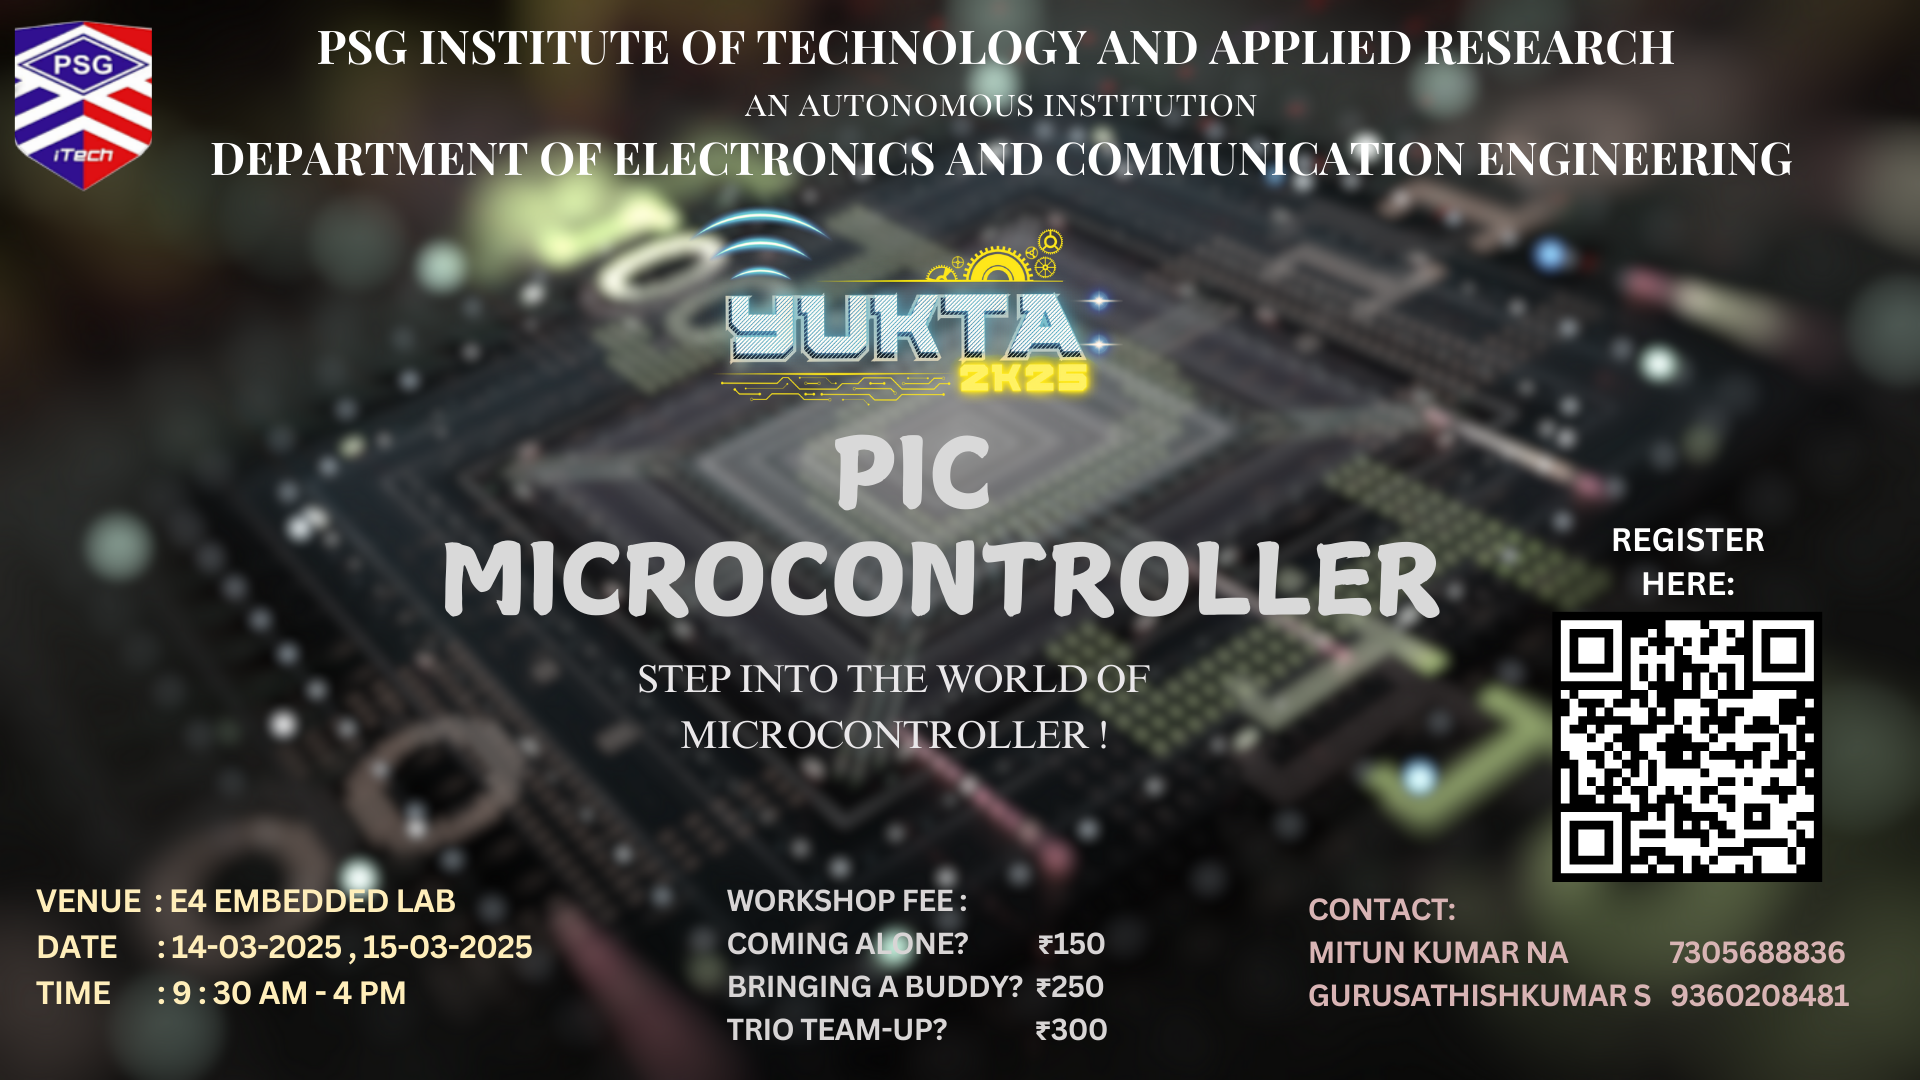 PSG
iTech
PSG INSTITUTE OF TECHNOLOGY AND APPLIED RESEARCH
AN AUTONOMOUS INSTITUTION
DEPARTMENT OF ELECTRONICS AND COMMUNICATION ENGINEERING
YUKTA
2K25
PIC
MICROCONTROLLER
STEP INTO THE WORLD OF
MICROCONTROLLER !
REGISTER
HERE:
VENUE : E4 EMBEDDED LAB
DATE : 14-03-2025 , 15-03-2025
TIME : 9 : 30 AM - 4 PM
WORKSHOP FEE :
COMING ALONE? ₹150
BRINGING A BUDDY? ₹250
TRIO TEAM-UP? ₹300
CONTACT:
MITUN KUMAR NA 7305688836
GURUSATHISHKUMAR S 9360208481